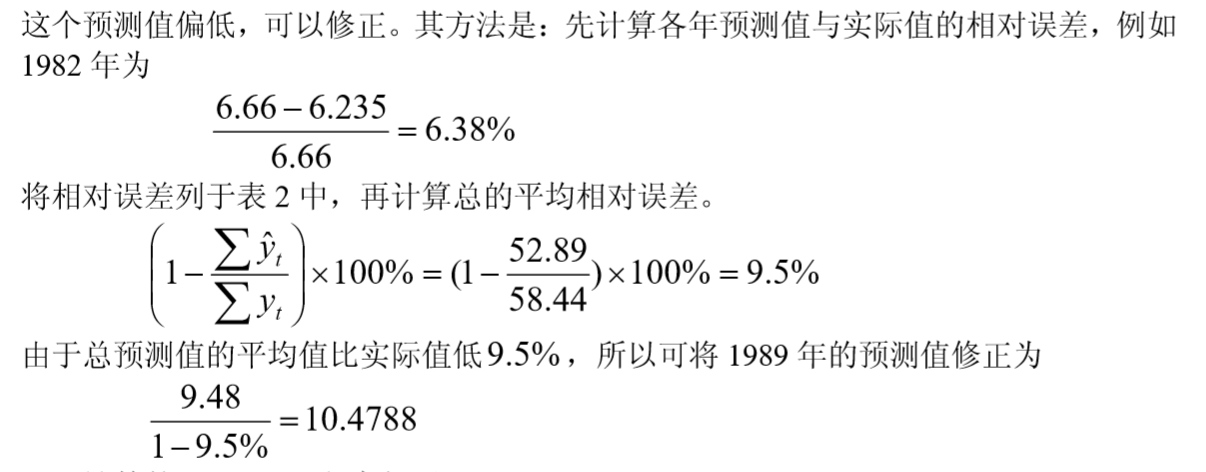 这个预测值偏低，可以修正。其方法是：先计算各年预测值与实际值的相对误差，例如
1982 年为
\frac{6.66-6.235}{6.66}=6.38\%
将相对误差列于表 2 中，再计算总的平均相对误差。
\left(1-\frac{\sum \hat{y}_t}{\sum y_t}\right)\times 100\%=(1-\frac{52.89}{58.44})\times 100\%=9.5\%
由于总预测值的平均值比实际值低 9.5%，所以可将 1989 年的预测值修正为
\frac{9.48}{1-9.5\%}=10.4788